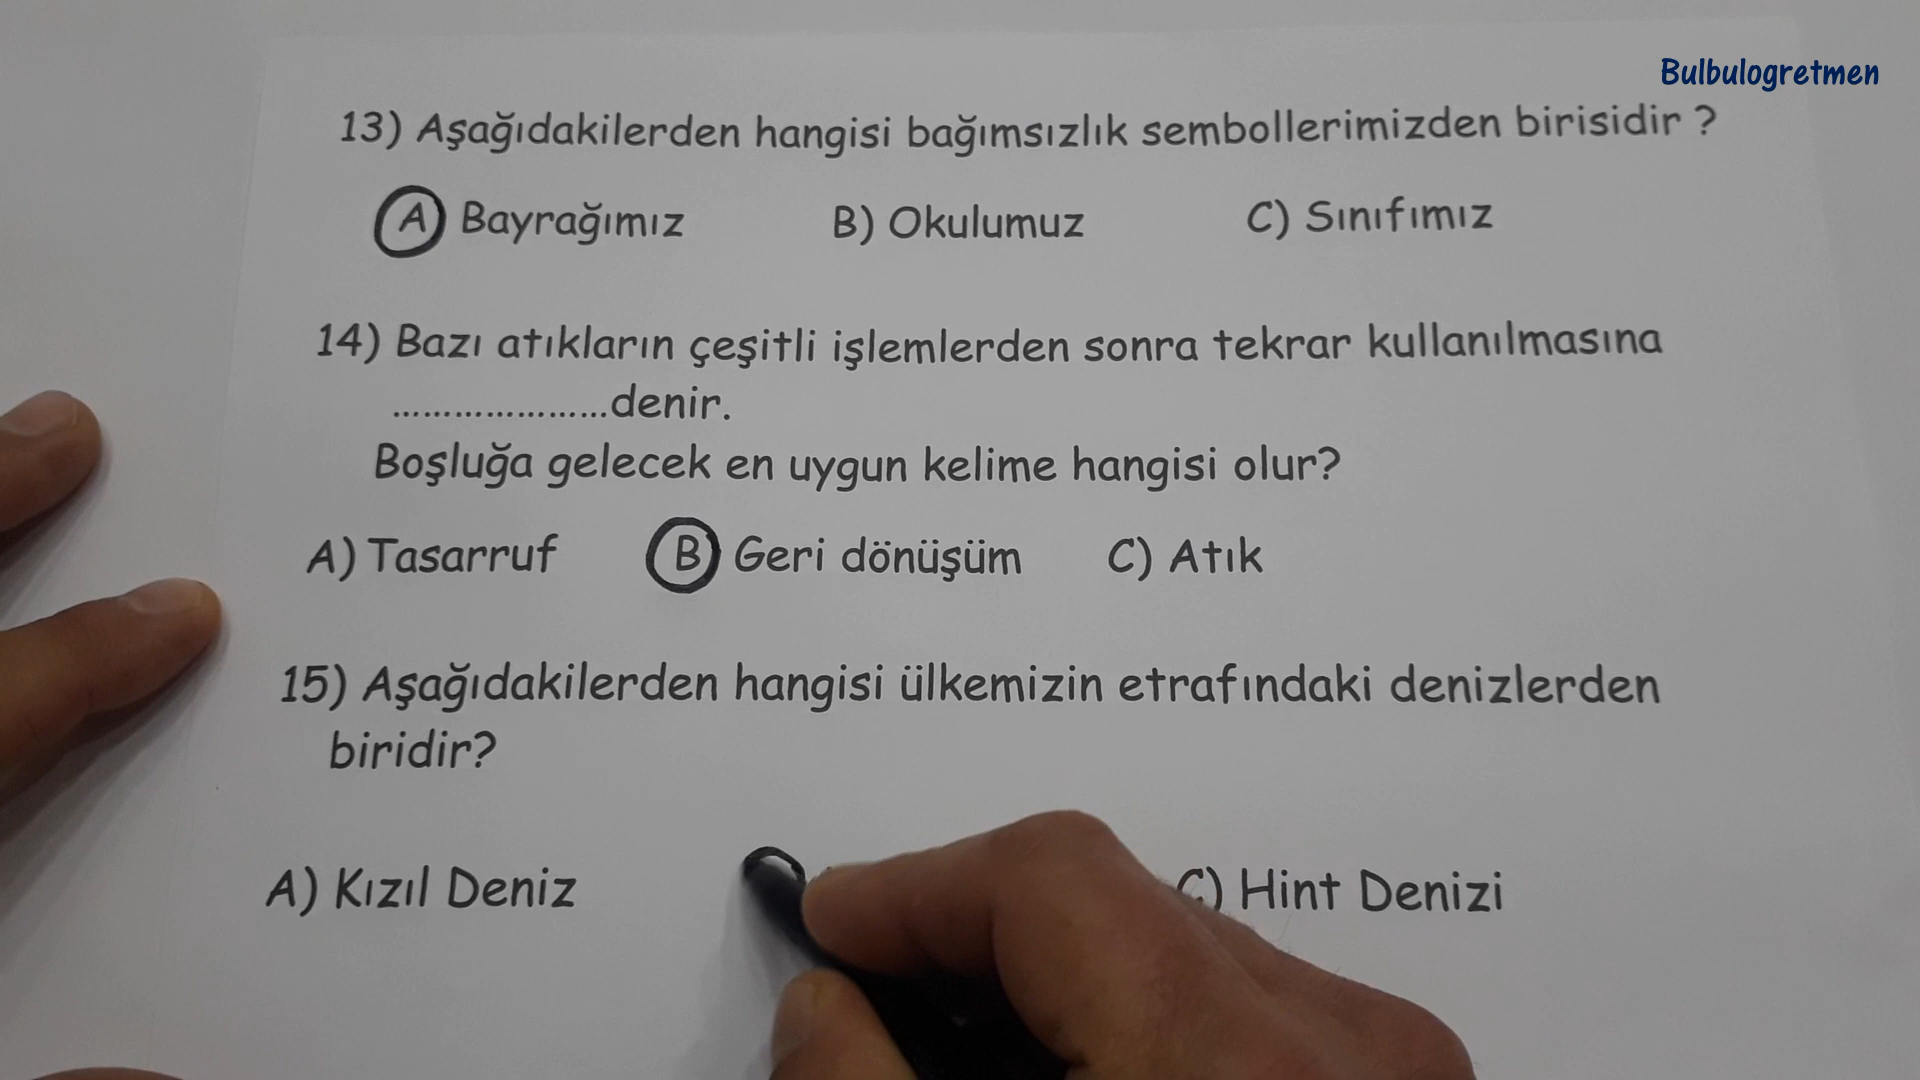 Bulbulogretmen
13) Aşağıdakilerden hangisi bağımsızlık sembollerimizden birisidir ?
A) Bayrağımız B) Okulumuz C) Sınıfımız
14) Bazı atıkların çeşitli işlemlerden sonra tekrar kullanılmasına
.....................denir.
Boşluğa gelecek en uygun kelime hangisi olur?
A) Tasarruf B) Geri dönüşüm C) Atık
15) Aşağıdakilerden hangisi ülkemizin etrafındaki denizlerden
biridir?
A) Kızıl Deniz C) Hint Denizi